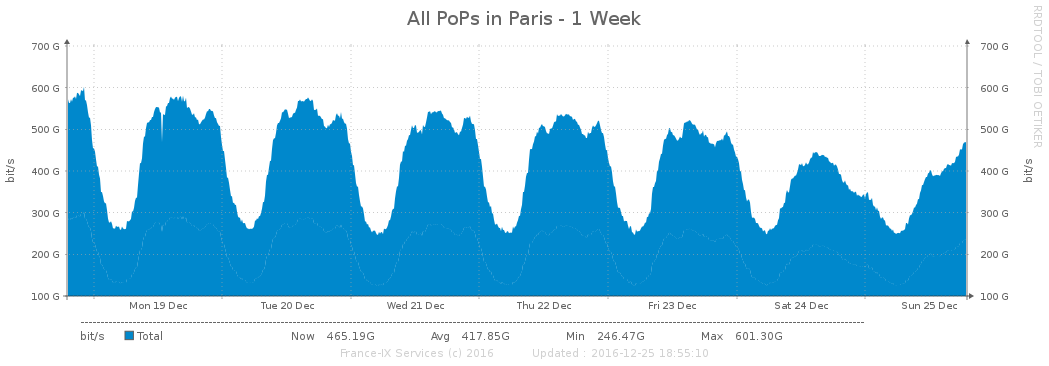 All PoPs in Paris - 1 Week
RRDTOOL / TOBI OETIKER
bit/s
700 G
600 G
500 G
400 G
300 G
200 G
100 G
700 G
600 G
500 G
400 G
300 G
200 G
100 G
bit/s
Mon 19 Dec Tue 20 Dec Wed 21 Dec Thu 22 Dec Fri 23 Dec Sat 24 Dec Sun 25 Dec
bit/s Total Now 465.19G Avg 417.85G Min 246.47G Max 601.30G
France-IX Services (c) 2016 Updated : 2016-12-25 18:55:10